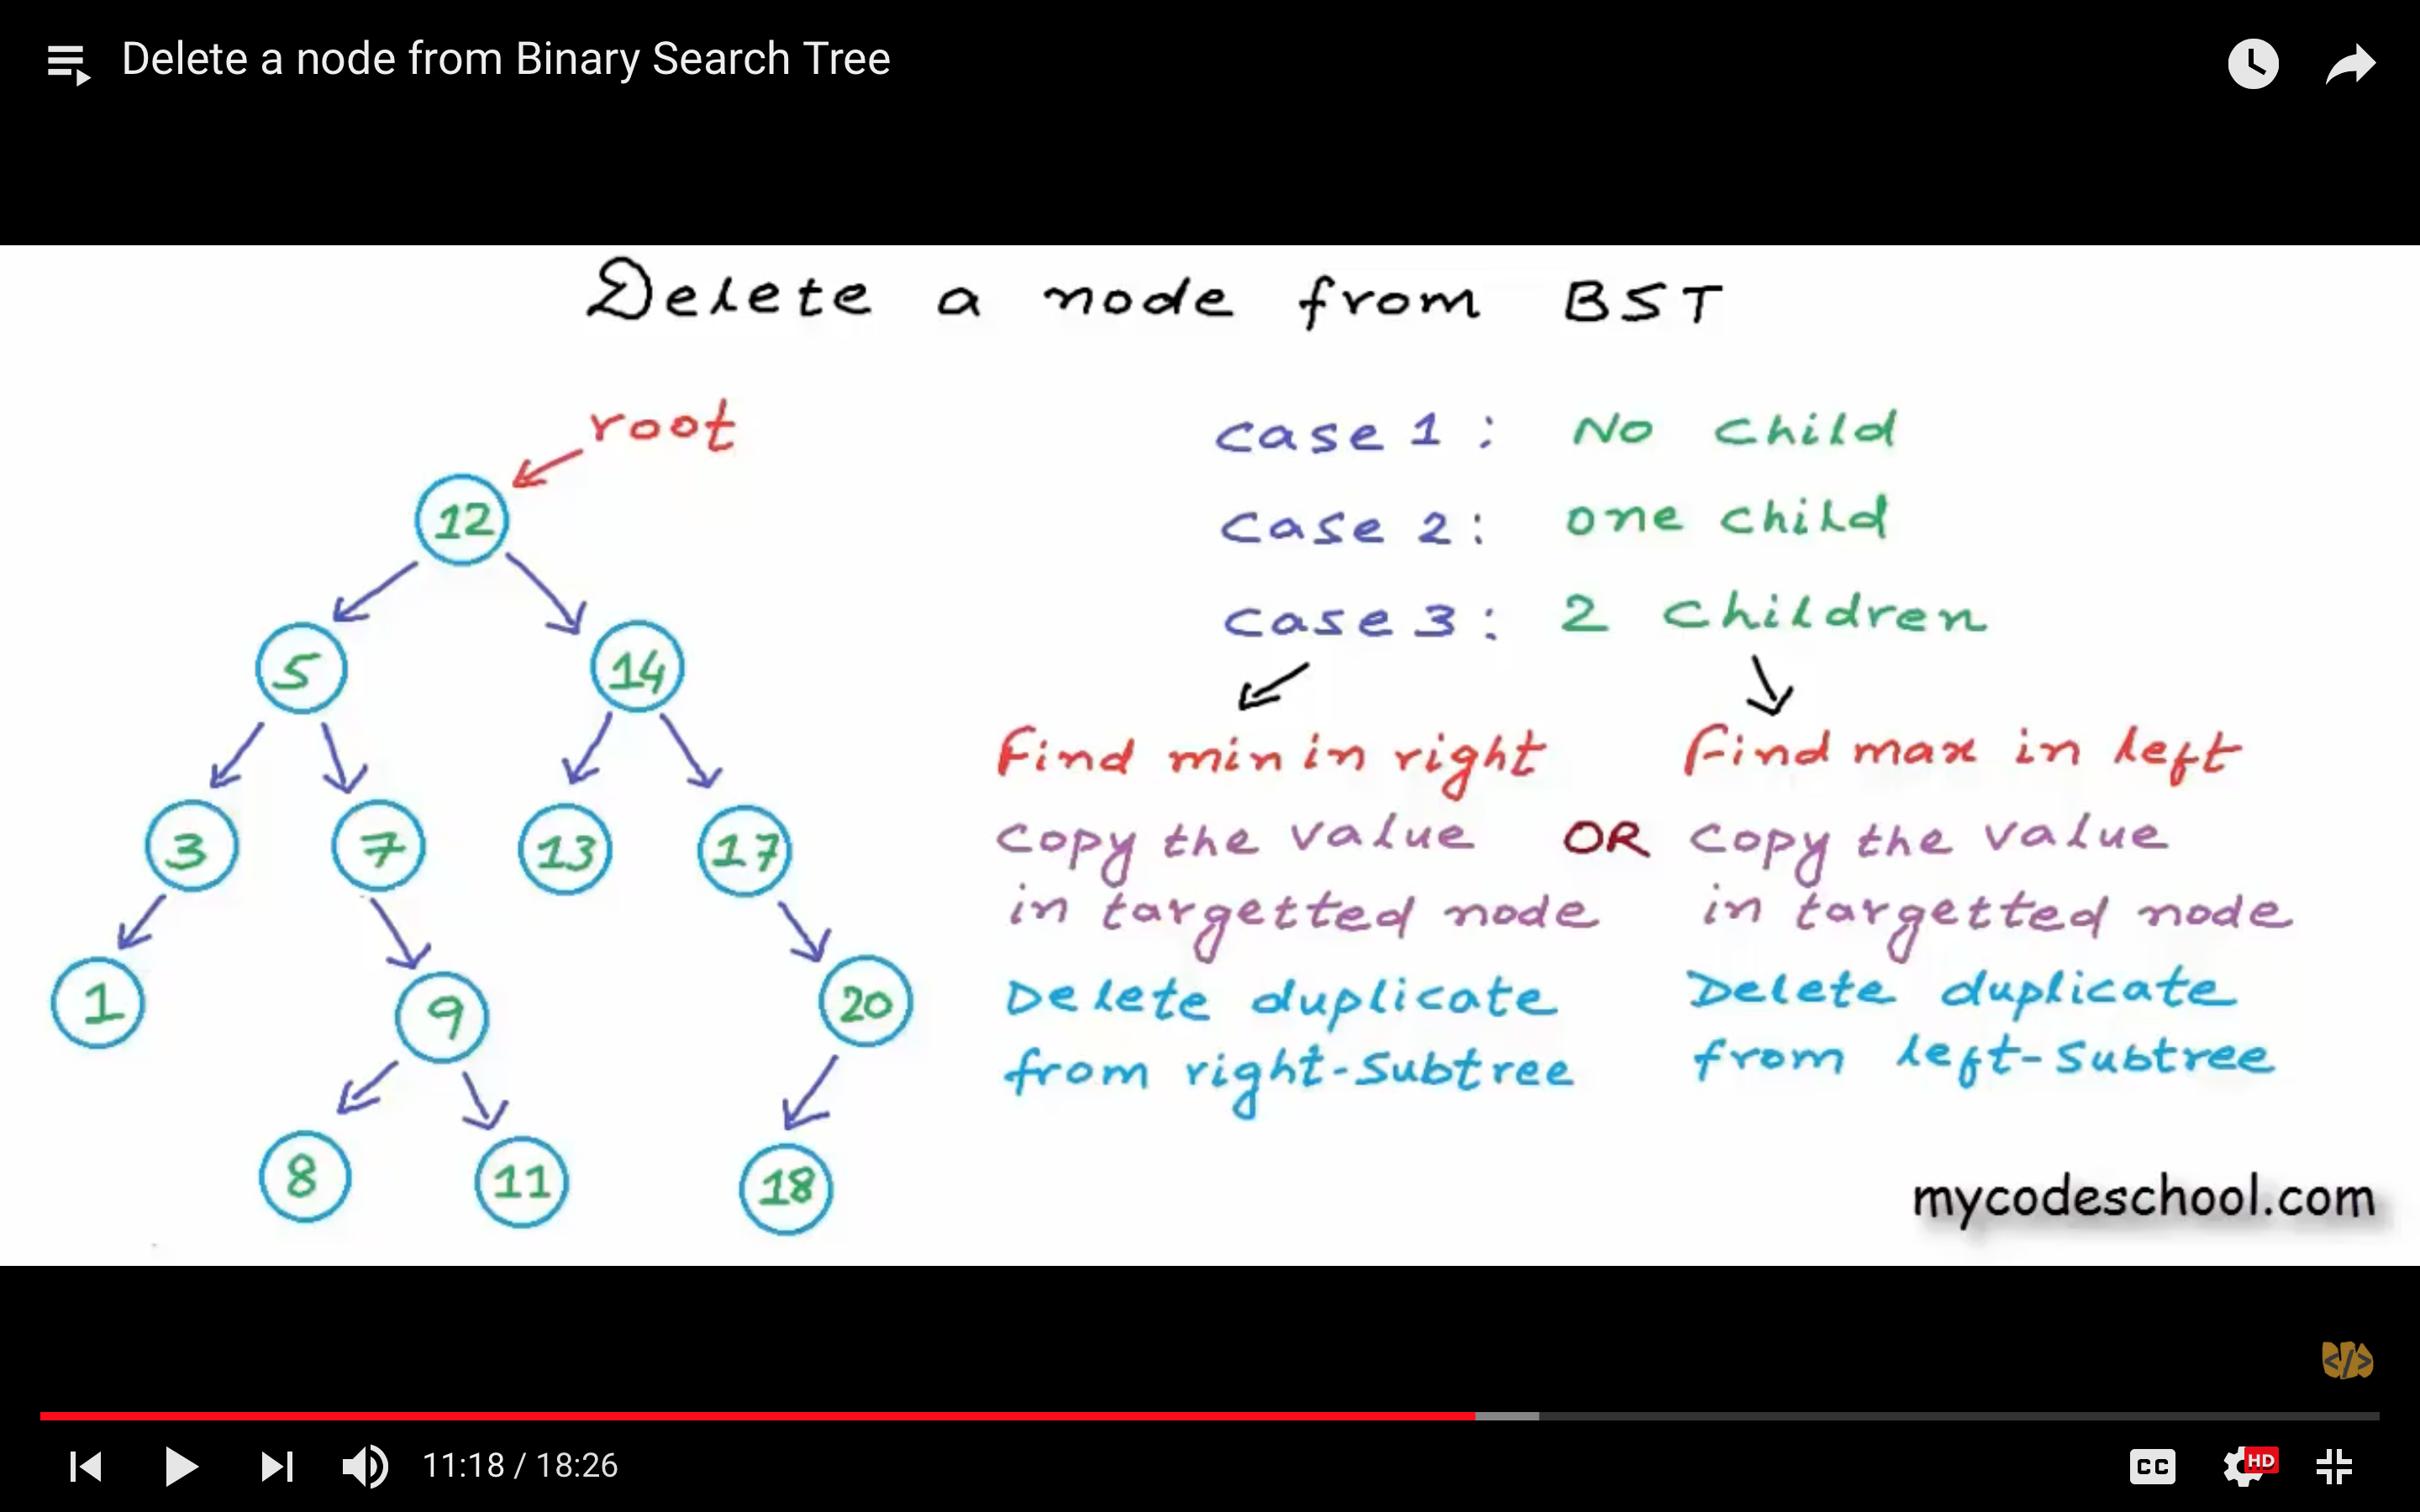 Delete a node from Binary Search Tree
Delete a node from BST
root
12
5
14
3
7
13
17
1
9
20
8
11
18
case 1 : No child
case 2 : one child
case 3 : 2 children
Find min in right
copy the value
in targetted node
Delete duplicate
from right-subtree
OR
Find max in left
copy the value
in targetted node
Delete duplicate
from left-subtree
mycodeschool.com
</>
11:18 / 18:26
CC
HD